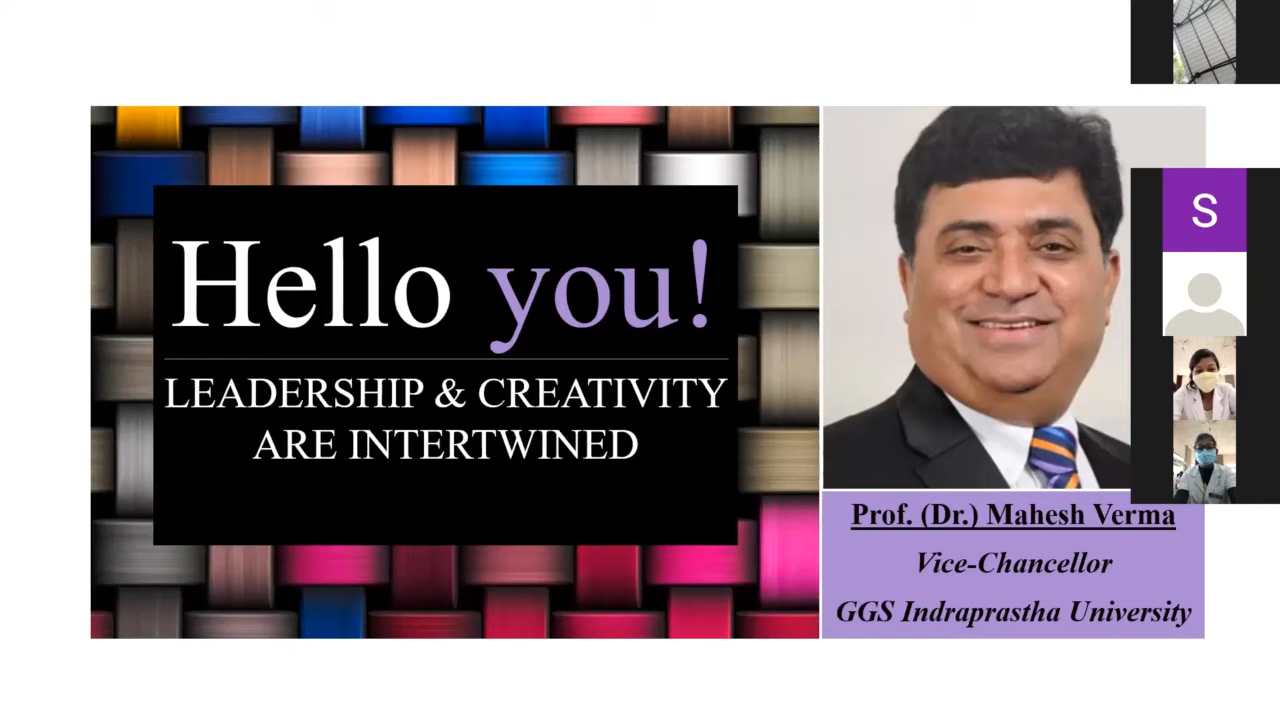 Hello you!
LEADERSHIP & CREATIVITY
ARE INTERTWINED
S
Prof. (Dr.) Mahesh Verma
Vice-Chancellor
GGS Indraprastha University